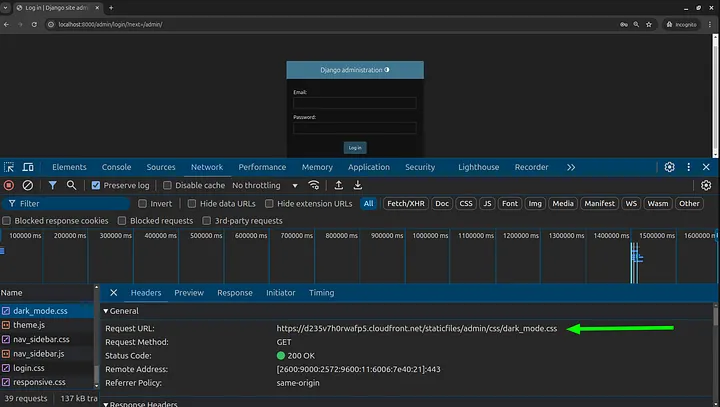 Log in | Django site admi
localhost:8000/admin/login/?next=/admin/
Incognito
Django administration
Email:
Password:
Log in
Elements Console Sources Network Performance Memory Application Security Lighthouse Recorder
Preserve log Disable cache No throttling
Filter Invert Hide data URLs Hide extension URLs All Fetch/XHR Doc CSS JS Font Img Media Manifest WS Wasm Other
Blocked response cookies Blocked requests 3rd-party requests
100000 ms 200000 ms 300000 ms 400000 ms 500000 ms 600000 ms 700000 ms 800000 ms 900000 ms 1000000 ms 1100000 ms 1200000 ms 1300000 ms 1400000 ms 1500000 ms 1600000 m
Name Headers Preview Response Initiator Timing
dark_mode.css
theme.js
nav_sidebar.css
nav_sidebar.js
login.css
responsive.css
39 requests 137 kB tra
General
Request URL: https://d235v7h0rwafp5.cloudfront.net/staticfiles/admin/css/dark_mode.css
Request Method: GET
Status Code: 200 OK
Remote Address: [2600:9000:2572:9600:11:6006:7e40:21]:443
Referrer Policy: same-origin
Response Headers